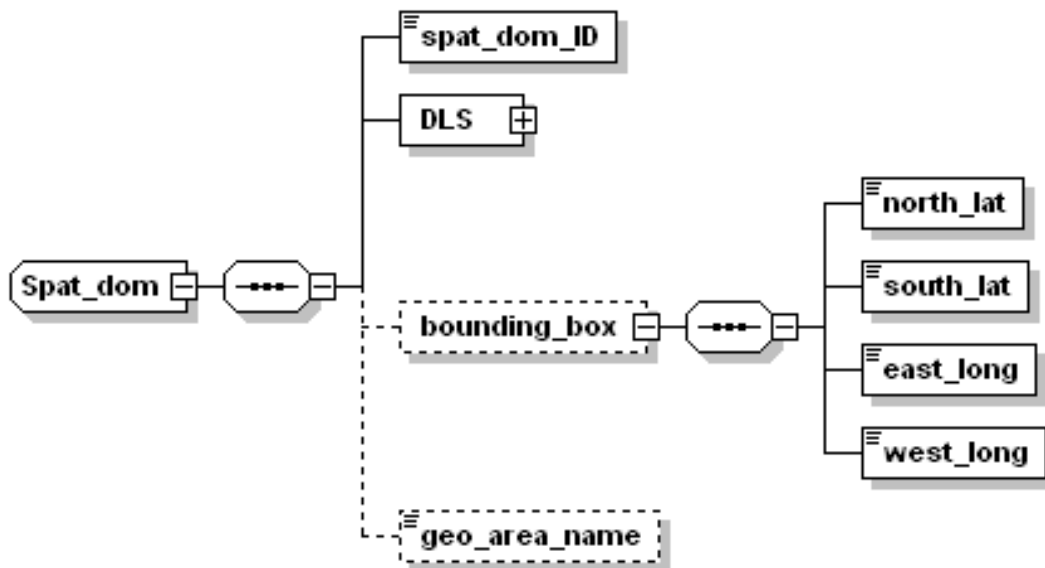 spat_dom_ID
DLS
Spat_dom
bounding_box
north_lat
south_lat
east_long
west_long
geo_area_name